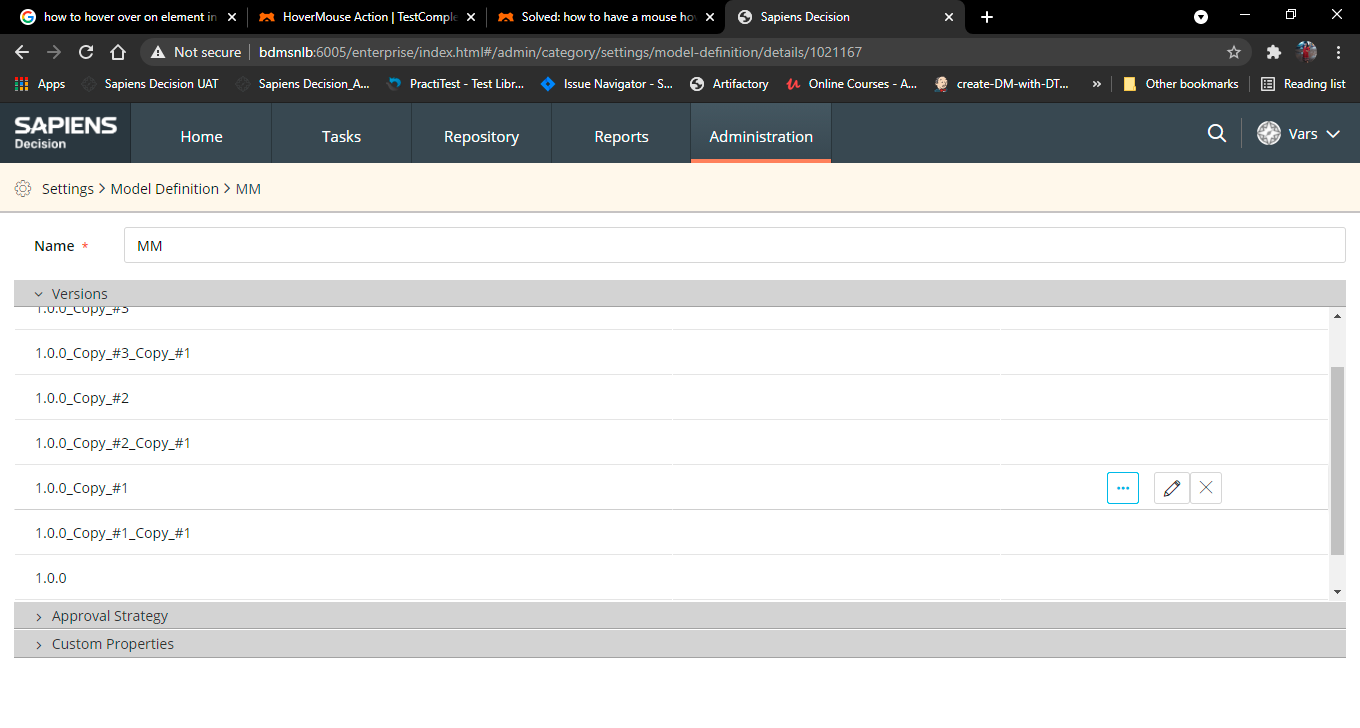 how to hover over on element in
HoverMouse Action | TestComple
Solved: how to have a mouse hov
Sapiens Decision
Not secure
bdmsnlb:6005/enterprise/index.html#/admin/category/settings/model-definition/details/1021167
Apps
Sapiens Decision UAT
Sapiens Decision_A...
PractiTest - Test Libr...
Issue Navigator - S...
Artifactory
Online Courses - A...
create-DM-with-DT...
»
Other bookmarks
Reading list
SAPIENS
Decision
Home
Tasks
Repository
Reports
Administration
Vars
Settings > Model Definition > MM
Name *
MM
Versions
1.0.0_Copy_#3
1.0.0_Copy_#3_Copy_#1
1.0.0_Copy_#2
1.0.0_Copy_#2_Copy_#1
1.0.0_Copy_#1
1.0.0_Copy_#1_Copy_#1
1.0.0
Approval Strategy
Custom Properties